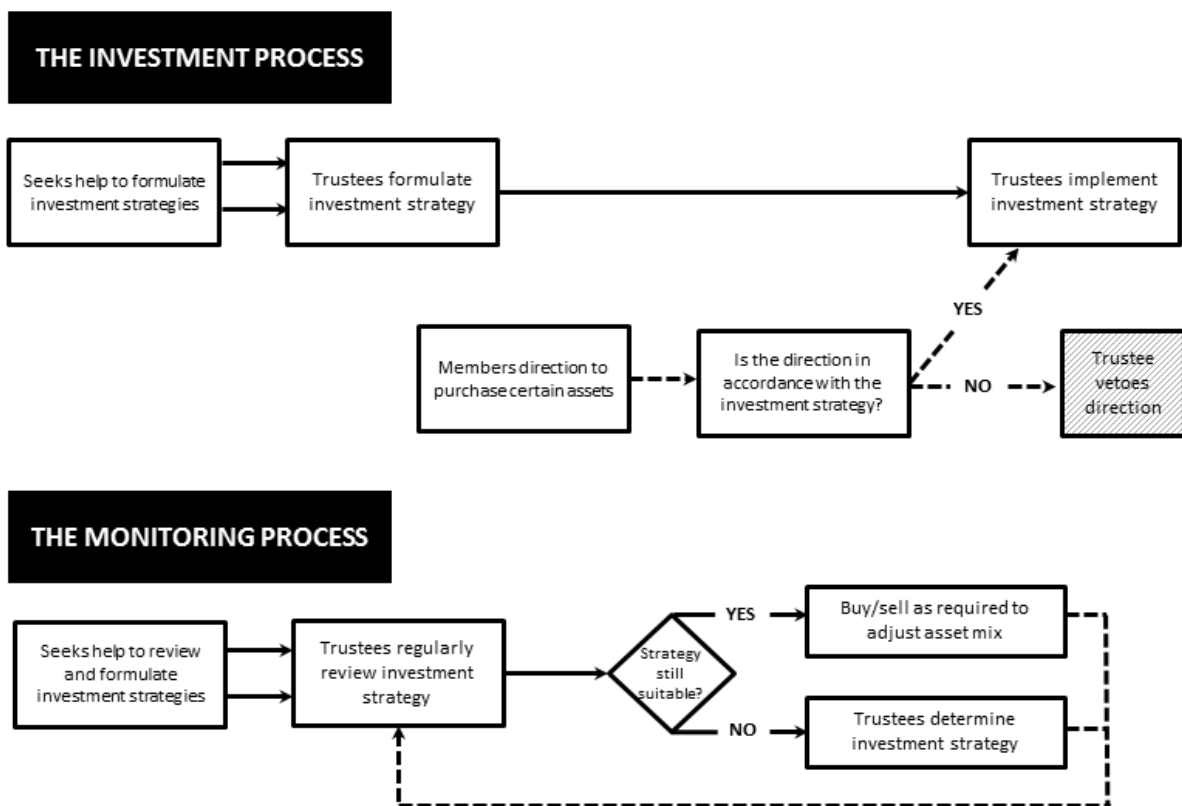 THE INVESTMENT PROCESS
Seeks help to formulate
investment strategies
Trustees formulate
investment strategy
Trustees implement
investment strategy
YES
Members direction to
purchase certain assets
Is the direction in
accordance with the
investment strategy?
NO
Trustee
vetoes
direction
THE MONITORING PROCESS
Seeks help to review
and formulate
investment strategies
Trustees regularly
review investment
strategy
Strategy
still
suitable?
YES
Buy/sell as required to
adjust asset mix
NO
Trustees determine
investment strategy